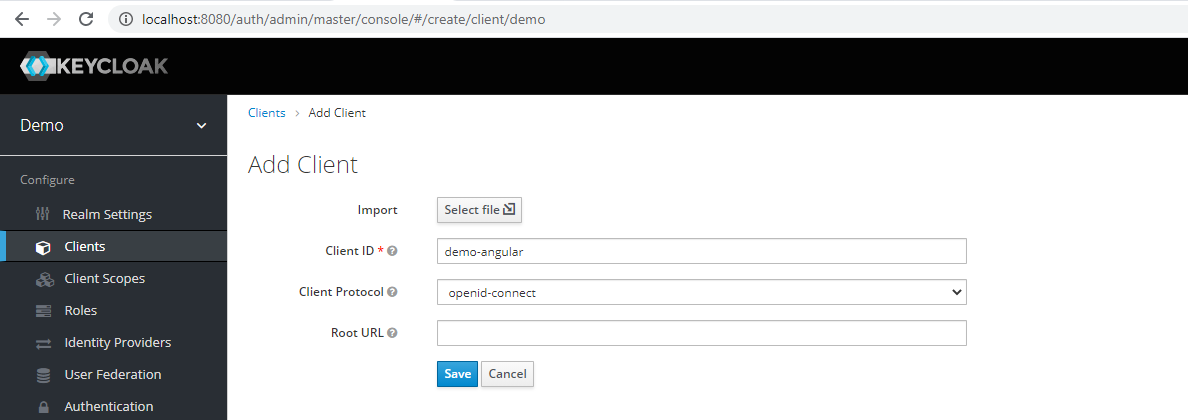 localhost:8080/auth/admin/master/console/#/create/client/demo
KEYCLOAK
Demo
Clients > Add Client
Add Client
Configure
Import Select file
Realm Settings
Client ID * demo-angular
Clients
Client Scopes
Client Protocol openid-connect
Roles
Root URL
Identity Providers
Save Cancel
User Federation
Authentication